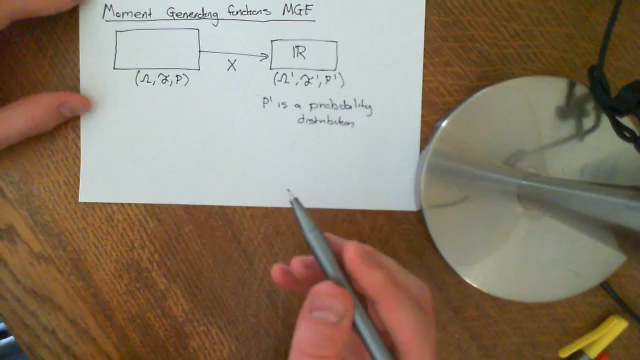 Moment Generating functions MGF
X
ℝ
(Ω, ℱ, P)
(Ω', ℱ', P')
P' is a probability
distribution